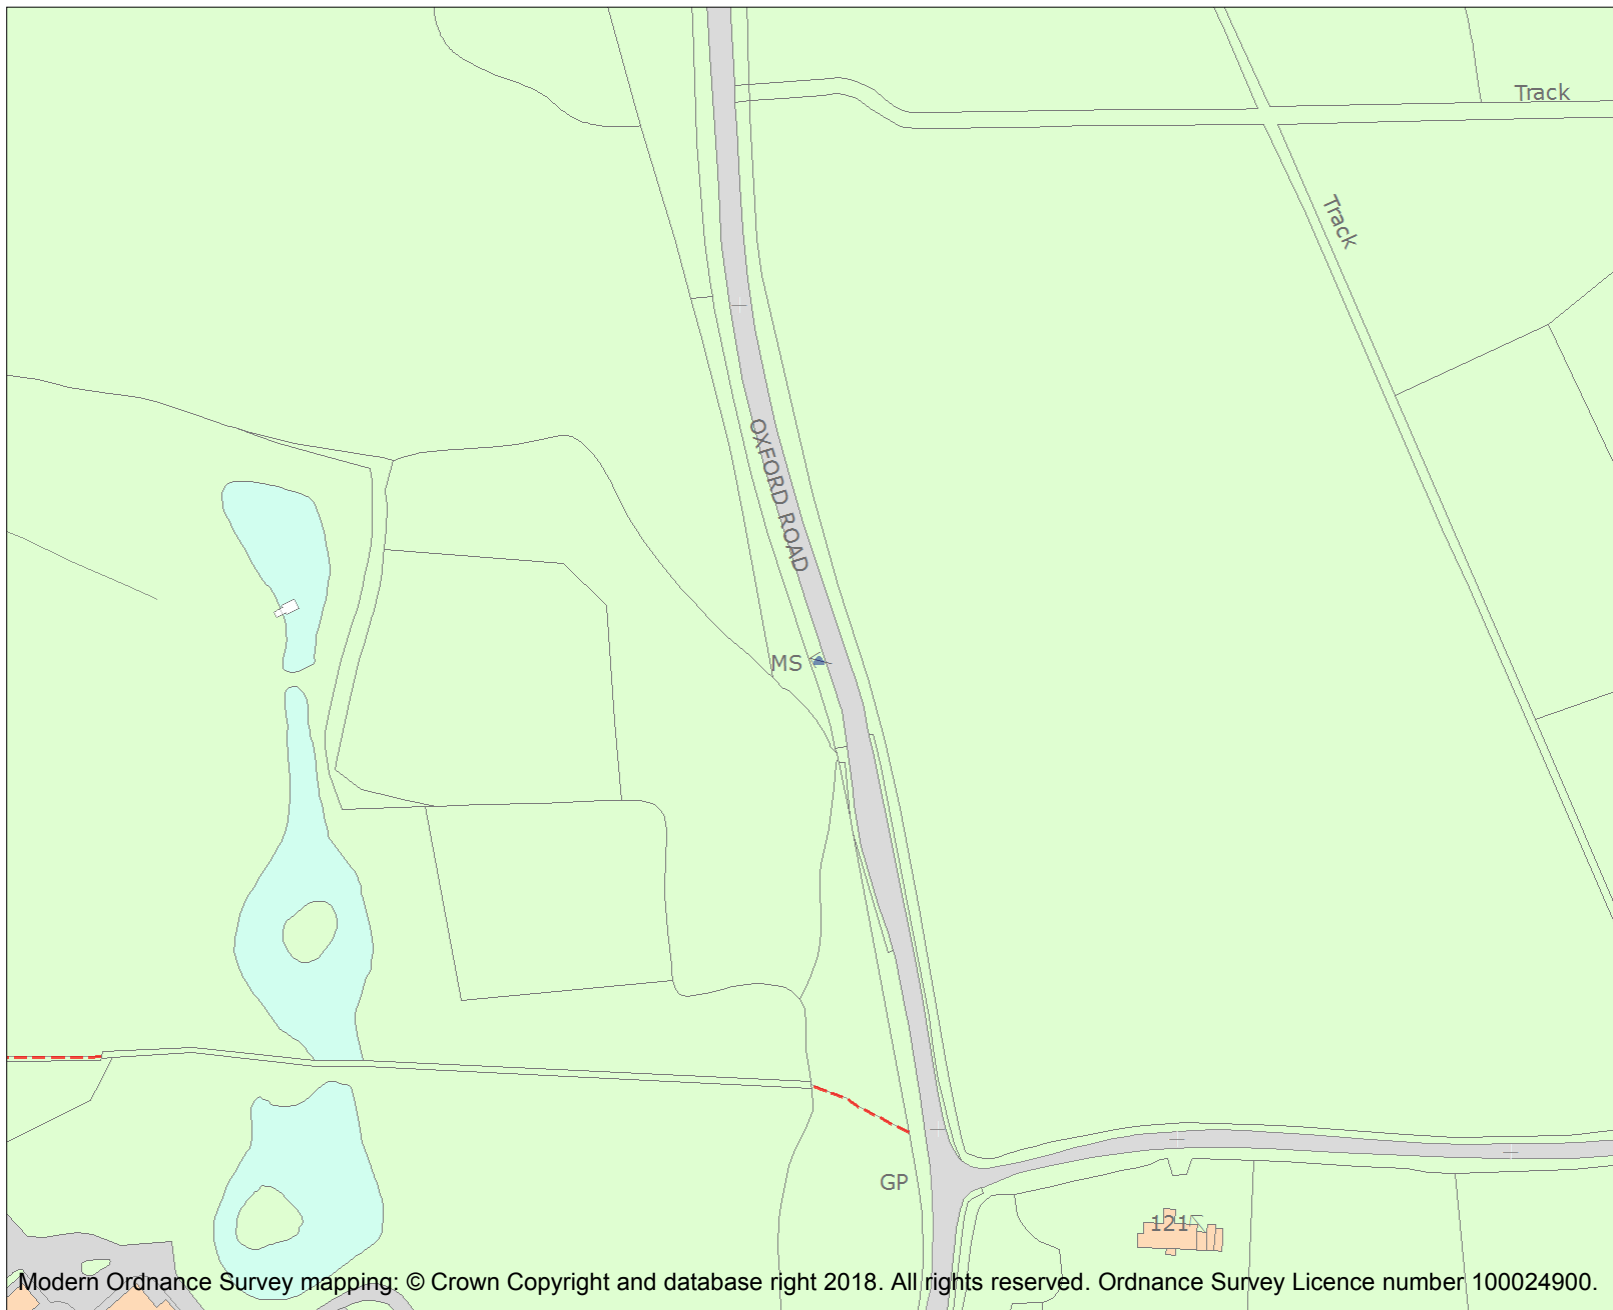 Track
Track
OXFORD ROAD
MS
GP
121
Modern Ordnance Survey mapping: © Crown Copyright and database right 2018. All rights reserved. Ordnance Survey Licence number 100024900.